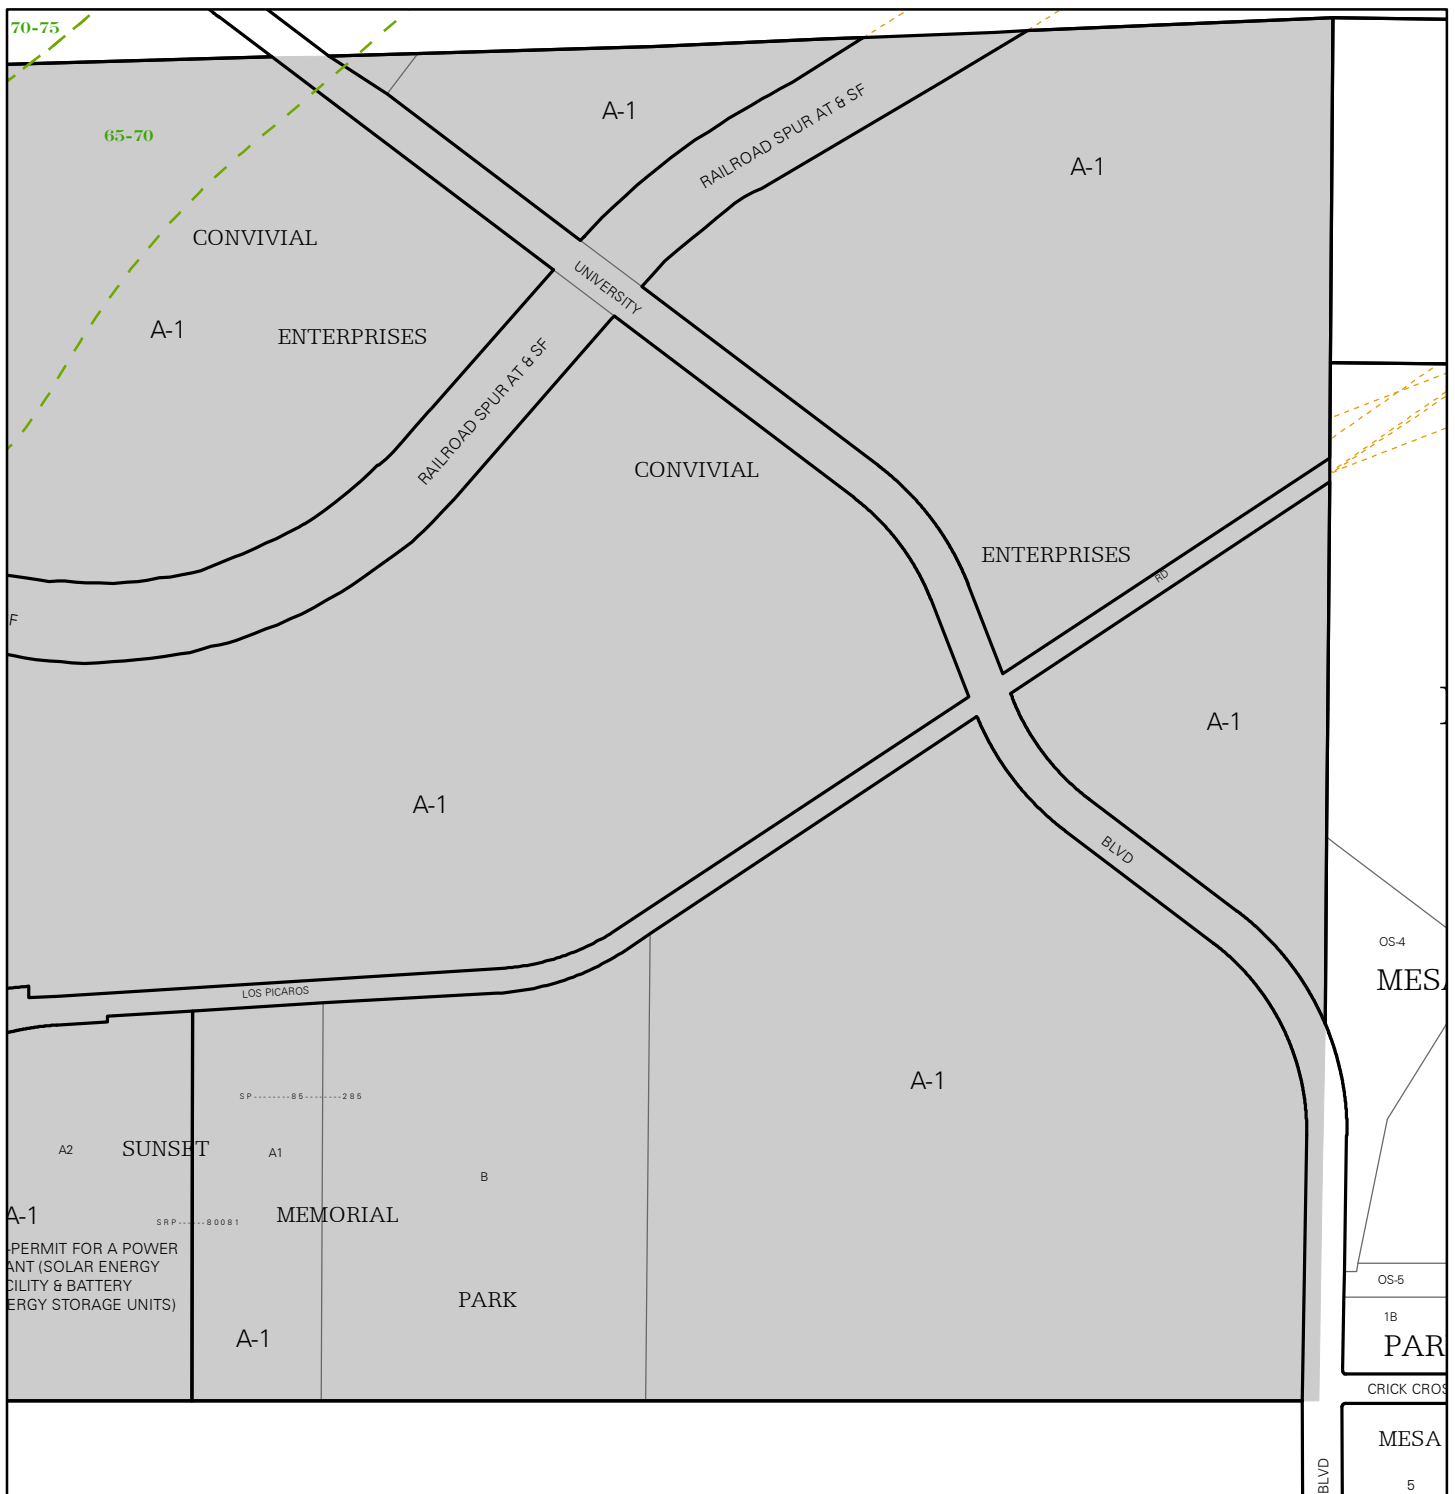 70-75
65-70
A-1
RAILROAD SPUR AT & SF
A-1
CONVIVIAL
UNIVERSITY
A-1
ENTERPRISES
RAILROAD SPUR AT & SF
CONVIVIAL
ENTERPRISES
RD
F
A-1
A-1
BLVD
OS-4
MESA
LOS PICAROS
A-1
SP--------85--------285
A2
SUNSET
A1
B
A-1
SRP------80081
MEMORIAL
-PERMIT FOR A POWER
ANT (SOLAR ENERGY
CILITY & BATTERY
ERGY STORAGE UNITS)
OS-5
PARK
1B
A-1
PAR
CRICK CROS
MESA
BLVD
5